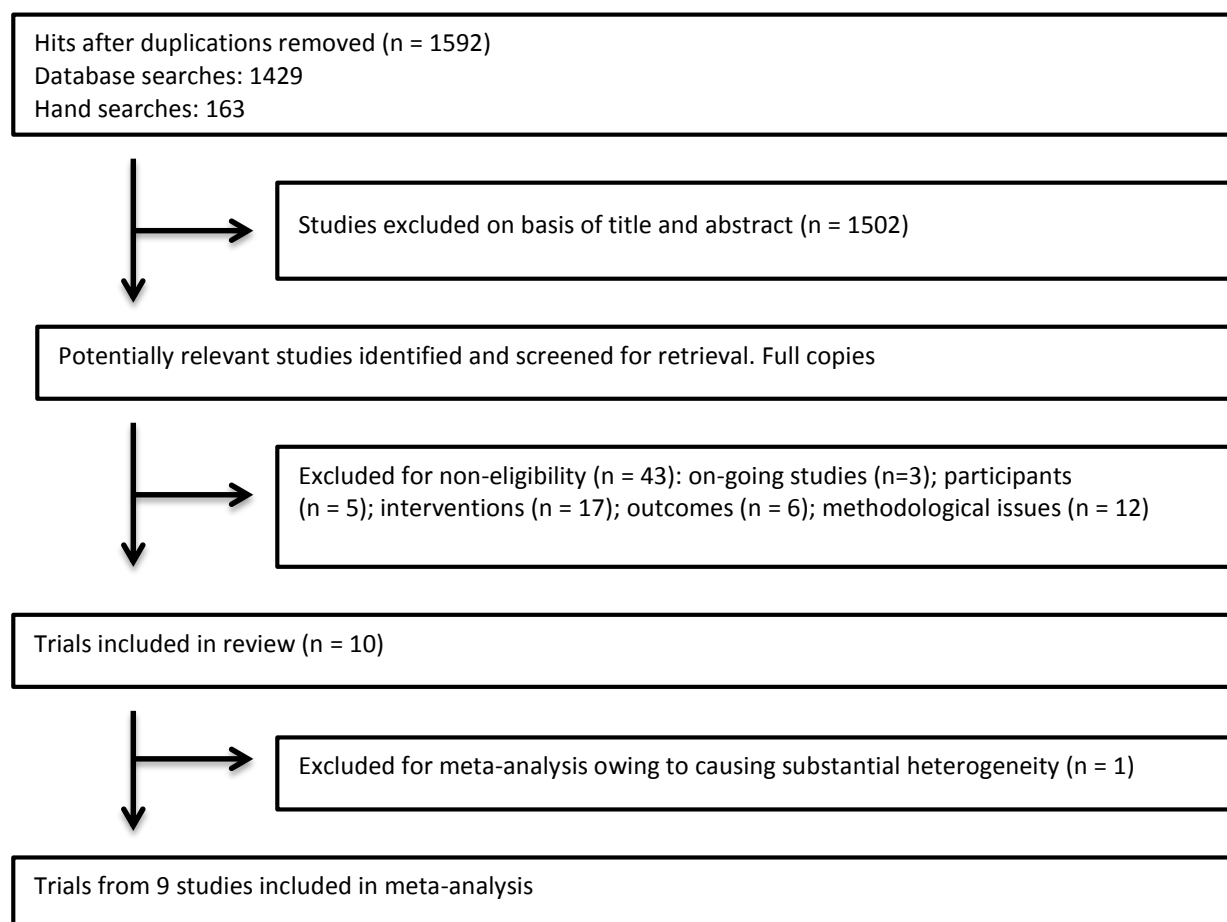 Hits after duplications removed (n = 1592)
Database searches: 1429
Hand searches: 163
Studies excluded on basis of title and abstract (n = 1502)
Potentially relevant studies identified and screened for retrieval. Full copies
Excluded for non-eligibility (n = 43): on-going studies (n=3); participants
(n = 5); interventions (n = 17); outcomes (n = 6); methodological issues (n = 12)
Trials included in review (n = 10)
Excluded for meta-analysis owing to causing substantial heterogeneity (n = 1)
Trials from 9 studies included in meta-analysis